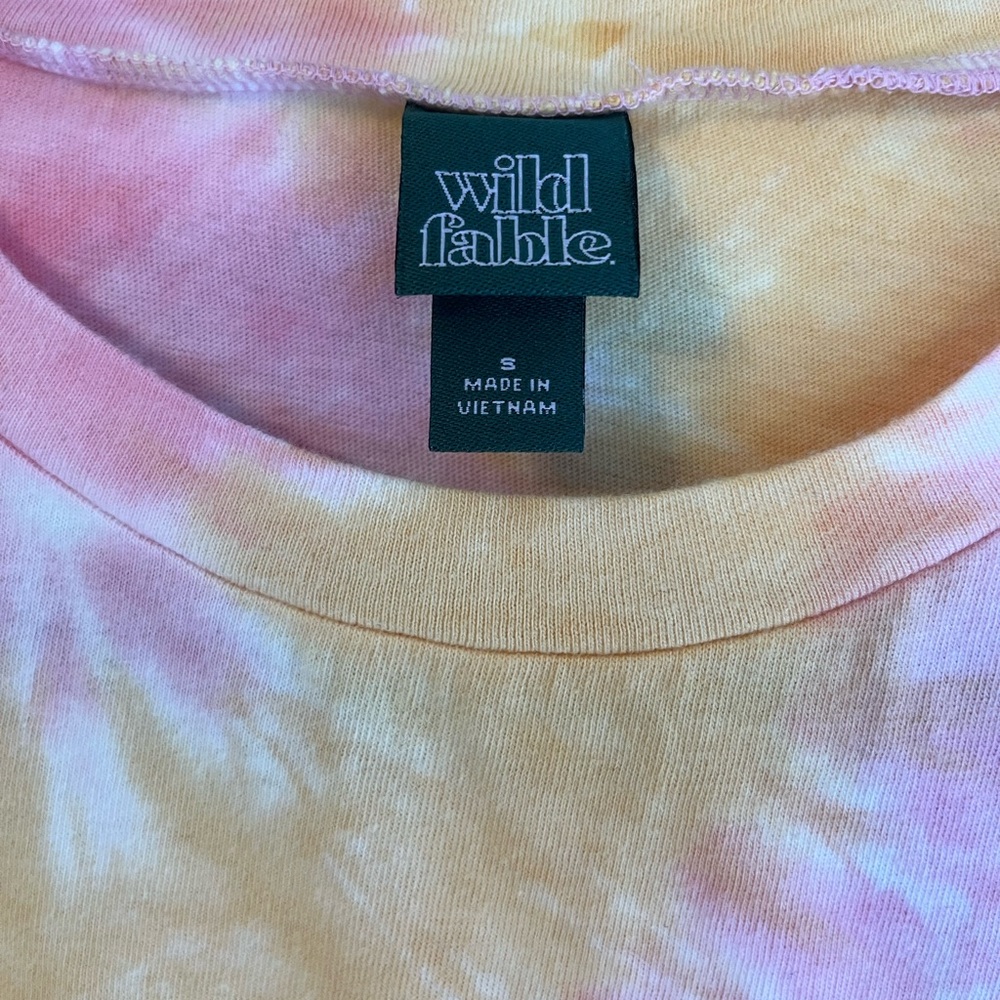 wild
fable.
S
MADE IN
VIETNAM